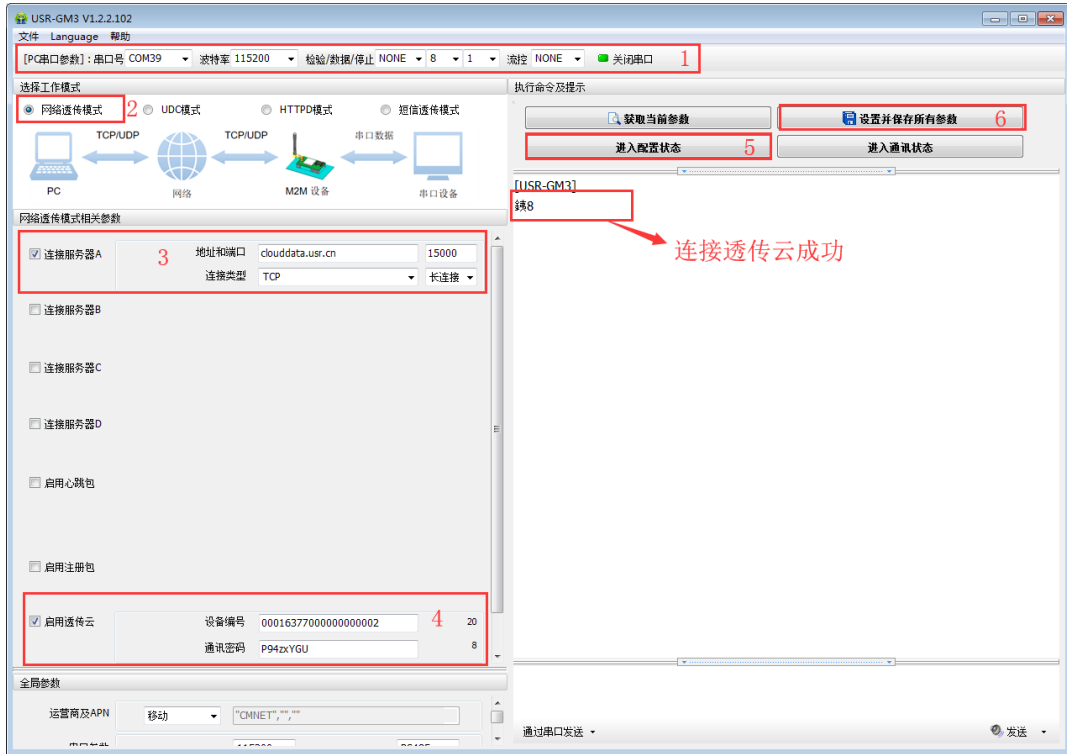 USR-GM3 V1.2.2.102
文件 Language 帮助
[PC串口参数]：串口号 COM39 波特率 115200 检验/数据/停止 NONE 8 1 流控 NONE 关闭串口 1
选择工作模式
网络透传模式 2 UDC模式 HTTPD模式 短信透传模式
TCP/UDP TCP/UDP 串口数据
PC 网络 M2M 设备 串口设备
网络透传模式相关参数
连接服务器A 3 地址和端口 clouddata.usr.cn 15000
连接类型 TCP 长连接
连接服务器B
连接服务器C
连接服务器D
启用心跳包
启用注册包
启用透传云 设备编号 00016377000000000002 4 20
通讯密码 P94zxYGU 8
全局参数
运营商及APN 移动 "CMNET","",""
执行命令及提示
获取当前参数 设置并保存所有参数 6
进入配置状态 5 进入通讯状态
[USR-GM3]
銕8
连接透传云成功
通过串口发送 发送